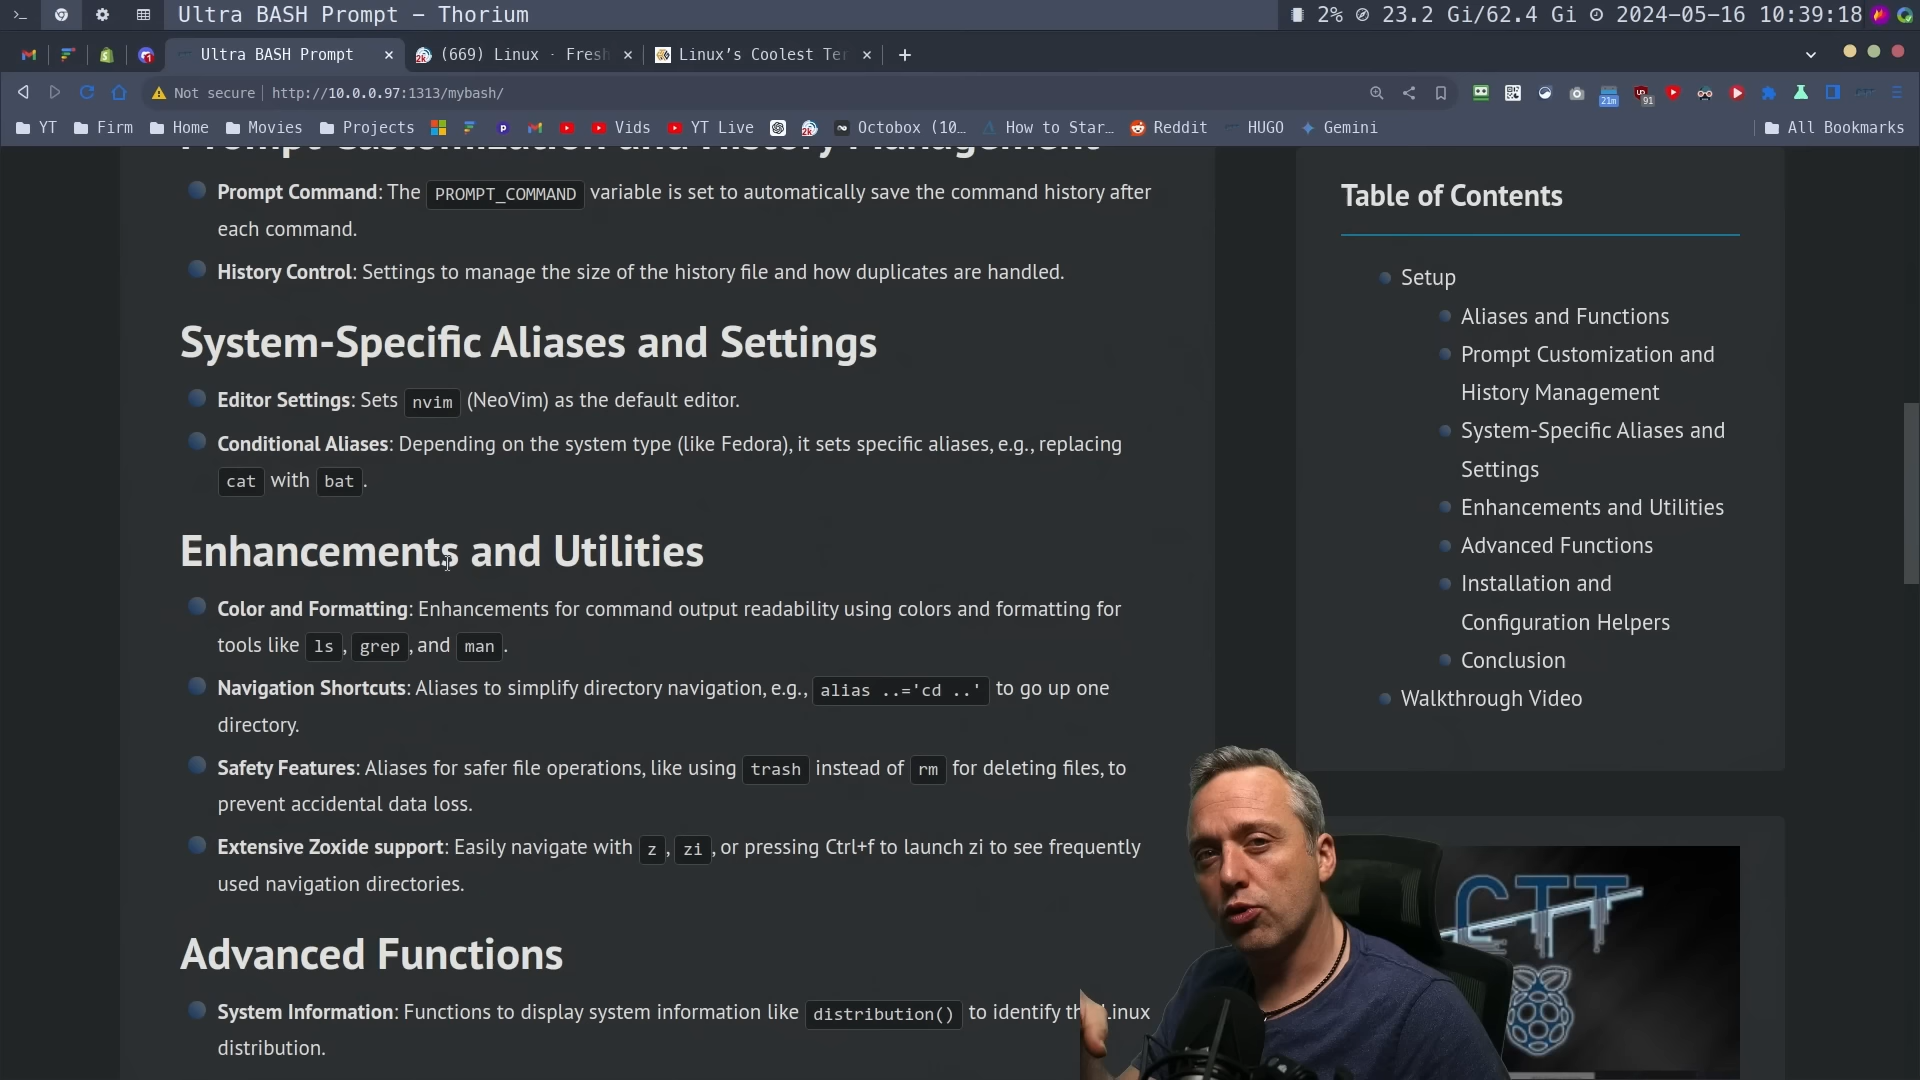 Ultra BASH Prompt – Thorium
2% 23.2 Gi/62.4 Gi 2024-05-16 10:39:18
Ultra BASH Prompt
(669) Linux · Fresh
Linux's Coolest Ter
Not secure
http://10.0.0.97:1313/mybash/
21m
91
YT
Firm
Home
Movies
Projects
Vids
YT Live
Octobox (10…
How to Star…
Reddit
HUGO
Gemini
All Bookmarks
Prompt Customization and History Management
Prompt Command: The PROMPT_COMMAND variable is set to automatically save the command history after
each command.
History Control: Settings to manage the size of the history file and how duplicates are handled.
System-Specific Aliases and Settings
Editor Settings: Sets nvim (NeoVim) as the default editor.
Conditional Aliases: Depending on the system type (like Fedora), it sets specific aliases, e.g., replacing
cat with bat.
Enhancements and Utilities
Color and Formatting: Enhancements for command output readability using colors and formatting for
tools like ls, grep, and man.
Navigation Shortcuts: Aliases to simplify directory navigation, e.g., alias ..='cd ..' to go up one
directory.
Safety Features: Aliases for safer file operations, like using trash instead of rm for deleting files, to
prevent accidental data loss.
Extensive Zoxide support: Easily navigate with z, zi, or pressing Ctrl+f to launch zi to see frequently
used navigation directories.
Advanced Functions
System Information: Functions to display system information like distribution() to identify the Linux
distribution.
Table of Contents
Setup
Aliases and Functions
Prompt Customization and
History Management
System-Specific Aliases and
Settings
Enhancements and Utilities
Advanced Functions
Installation and
Configuration Helpers
Conclusion
Walkthrough Video
CTT